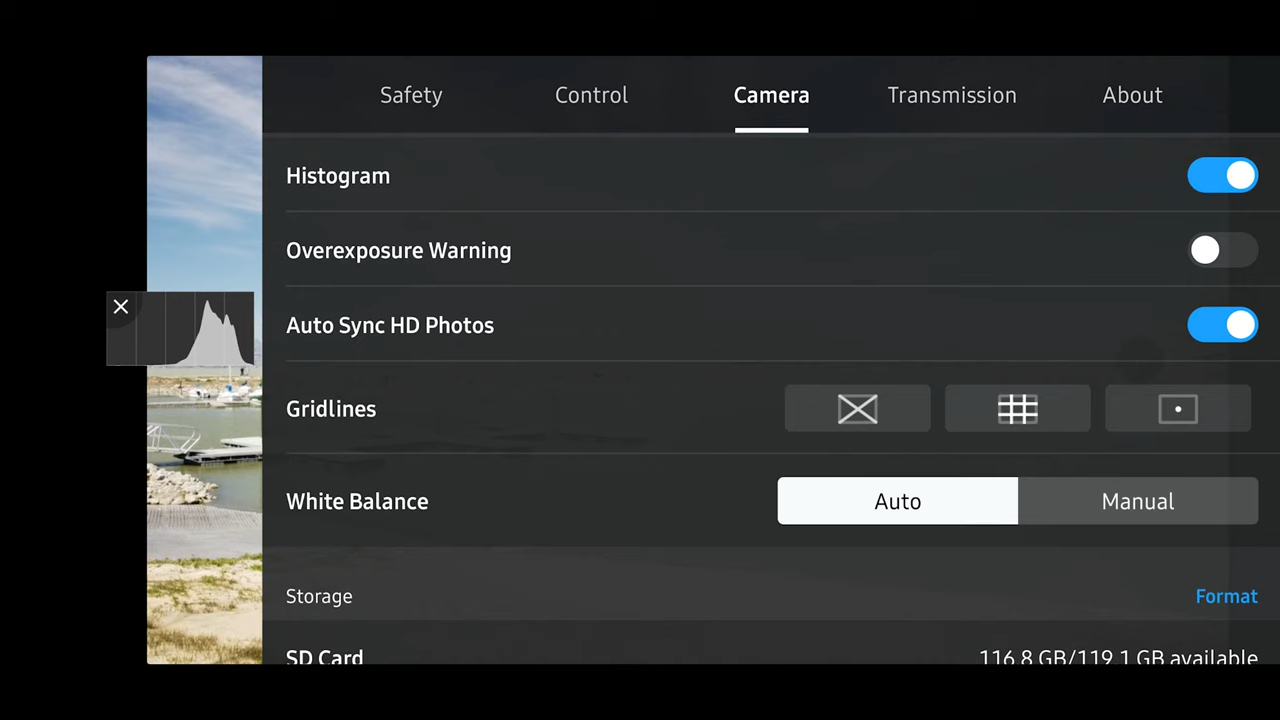 Safety Control Camera Transmission About
Histogram
Overexposure Warning
Auto Sync HD Photos
Gridlines
White Balance Auto Manual
Storage Format
SD Card 116.8 GB/119.1 GB available